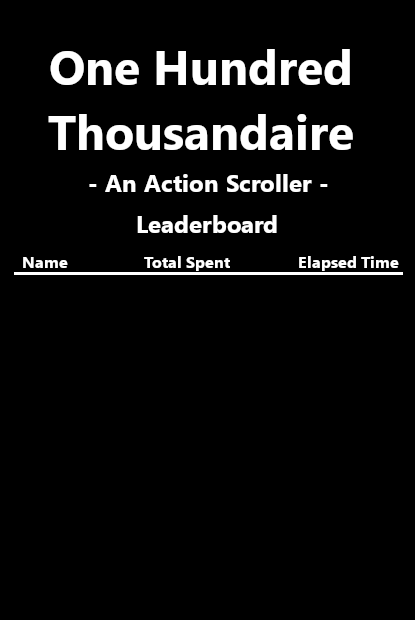 One Hundred
Thousandaire
- An Action Scroller -
Leaderboard
Name Total Spent Elapsed Time